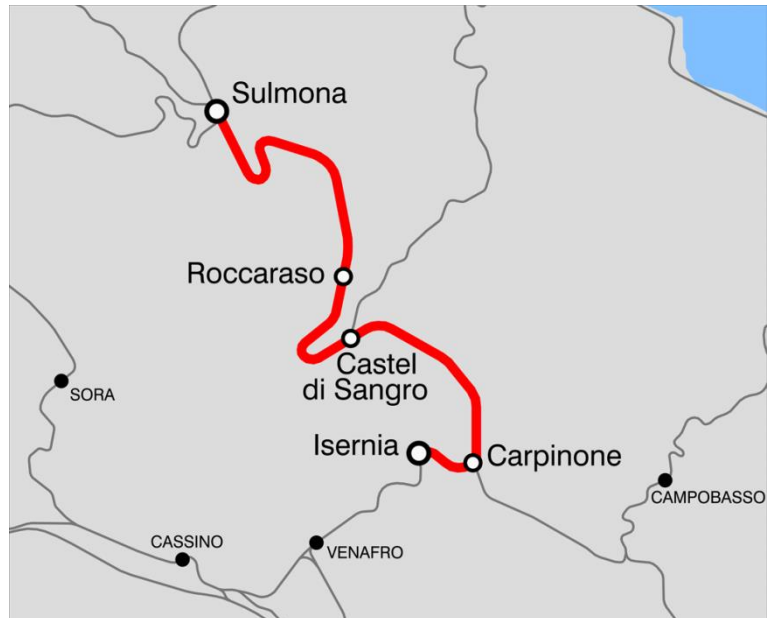 Sulmona
Roccaraso
Castel
di Sangro
SORA
Isernia
Carpinone
CAMPOBASSO
CASSINO
VENAFRO